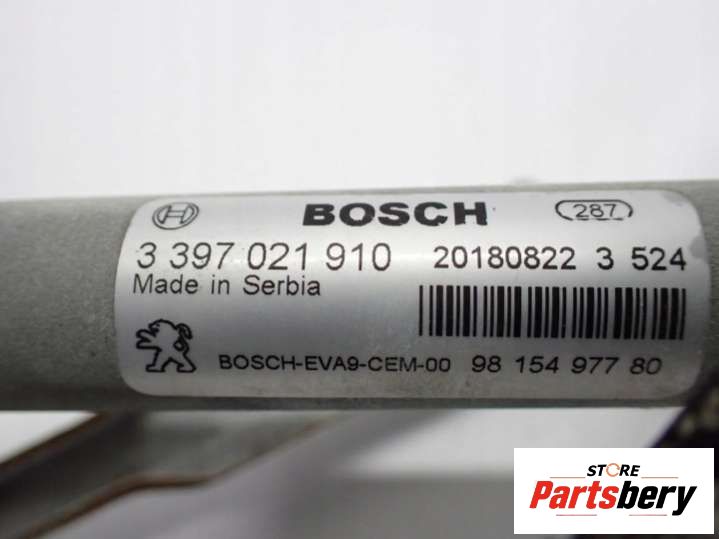 BOSCH 287
3 397 021 910 20180822 3 524
Made in Serbia
BOSCH-EVA9-CEM-00 98 154 977 80
STORE
Partsbery